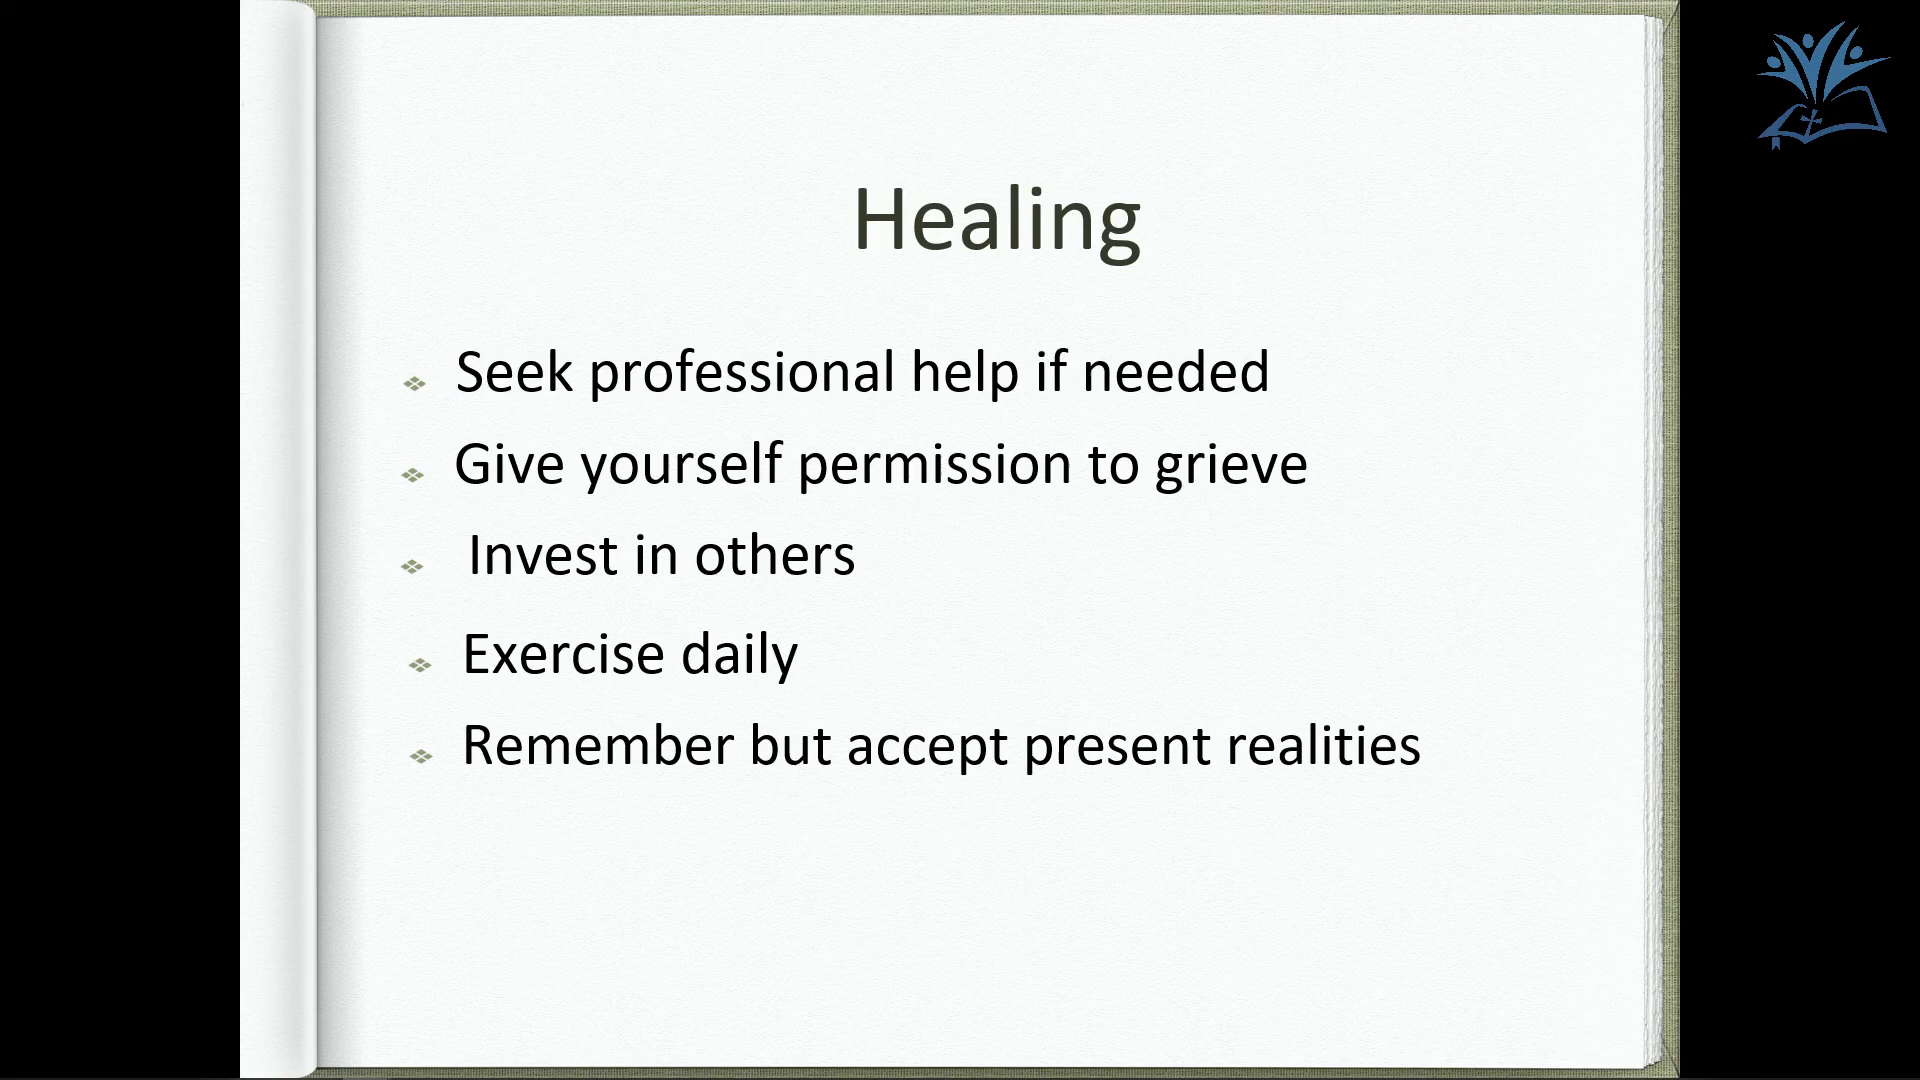 Healing
Seek professional help if needed
Give yourself permission to grieve
Invest in others
Exercise daily
Remember but accept present realities